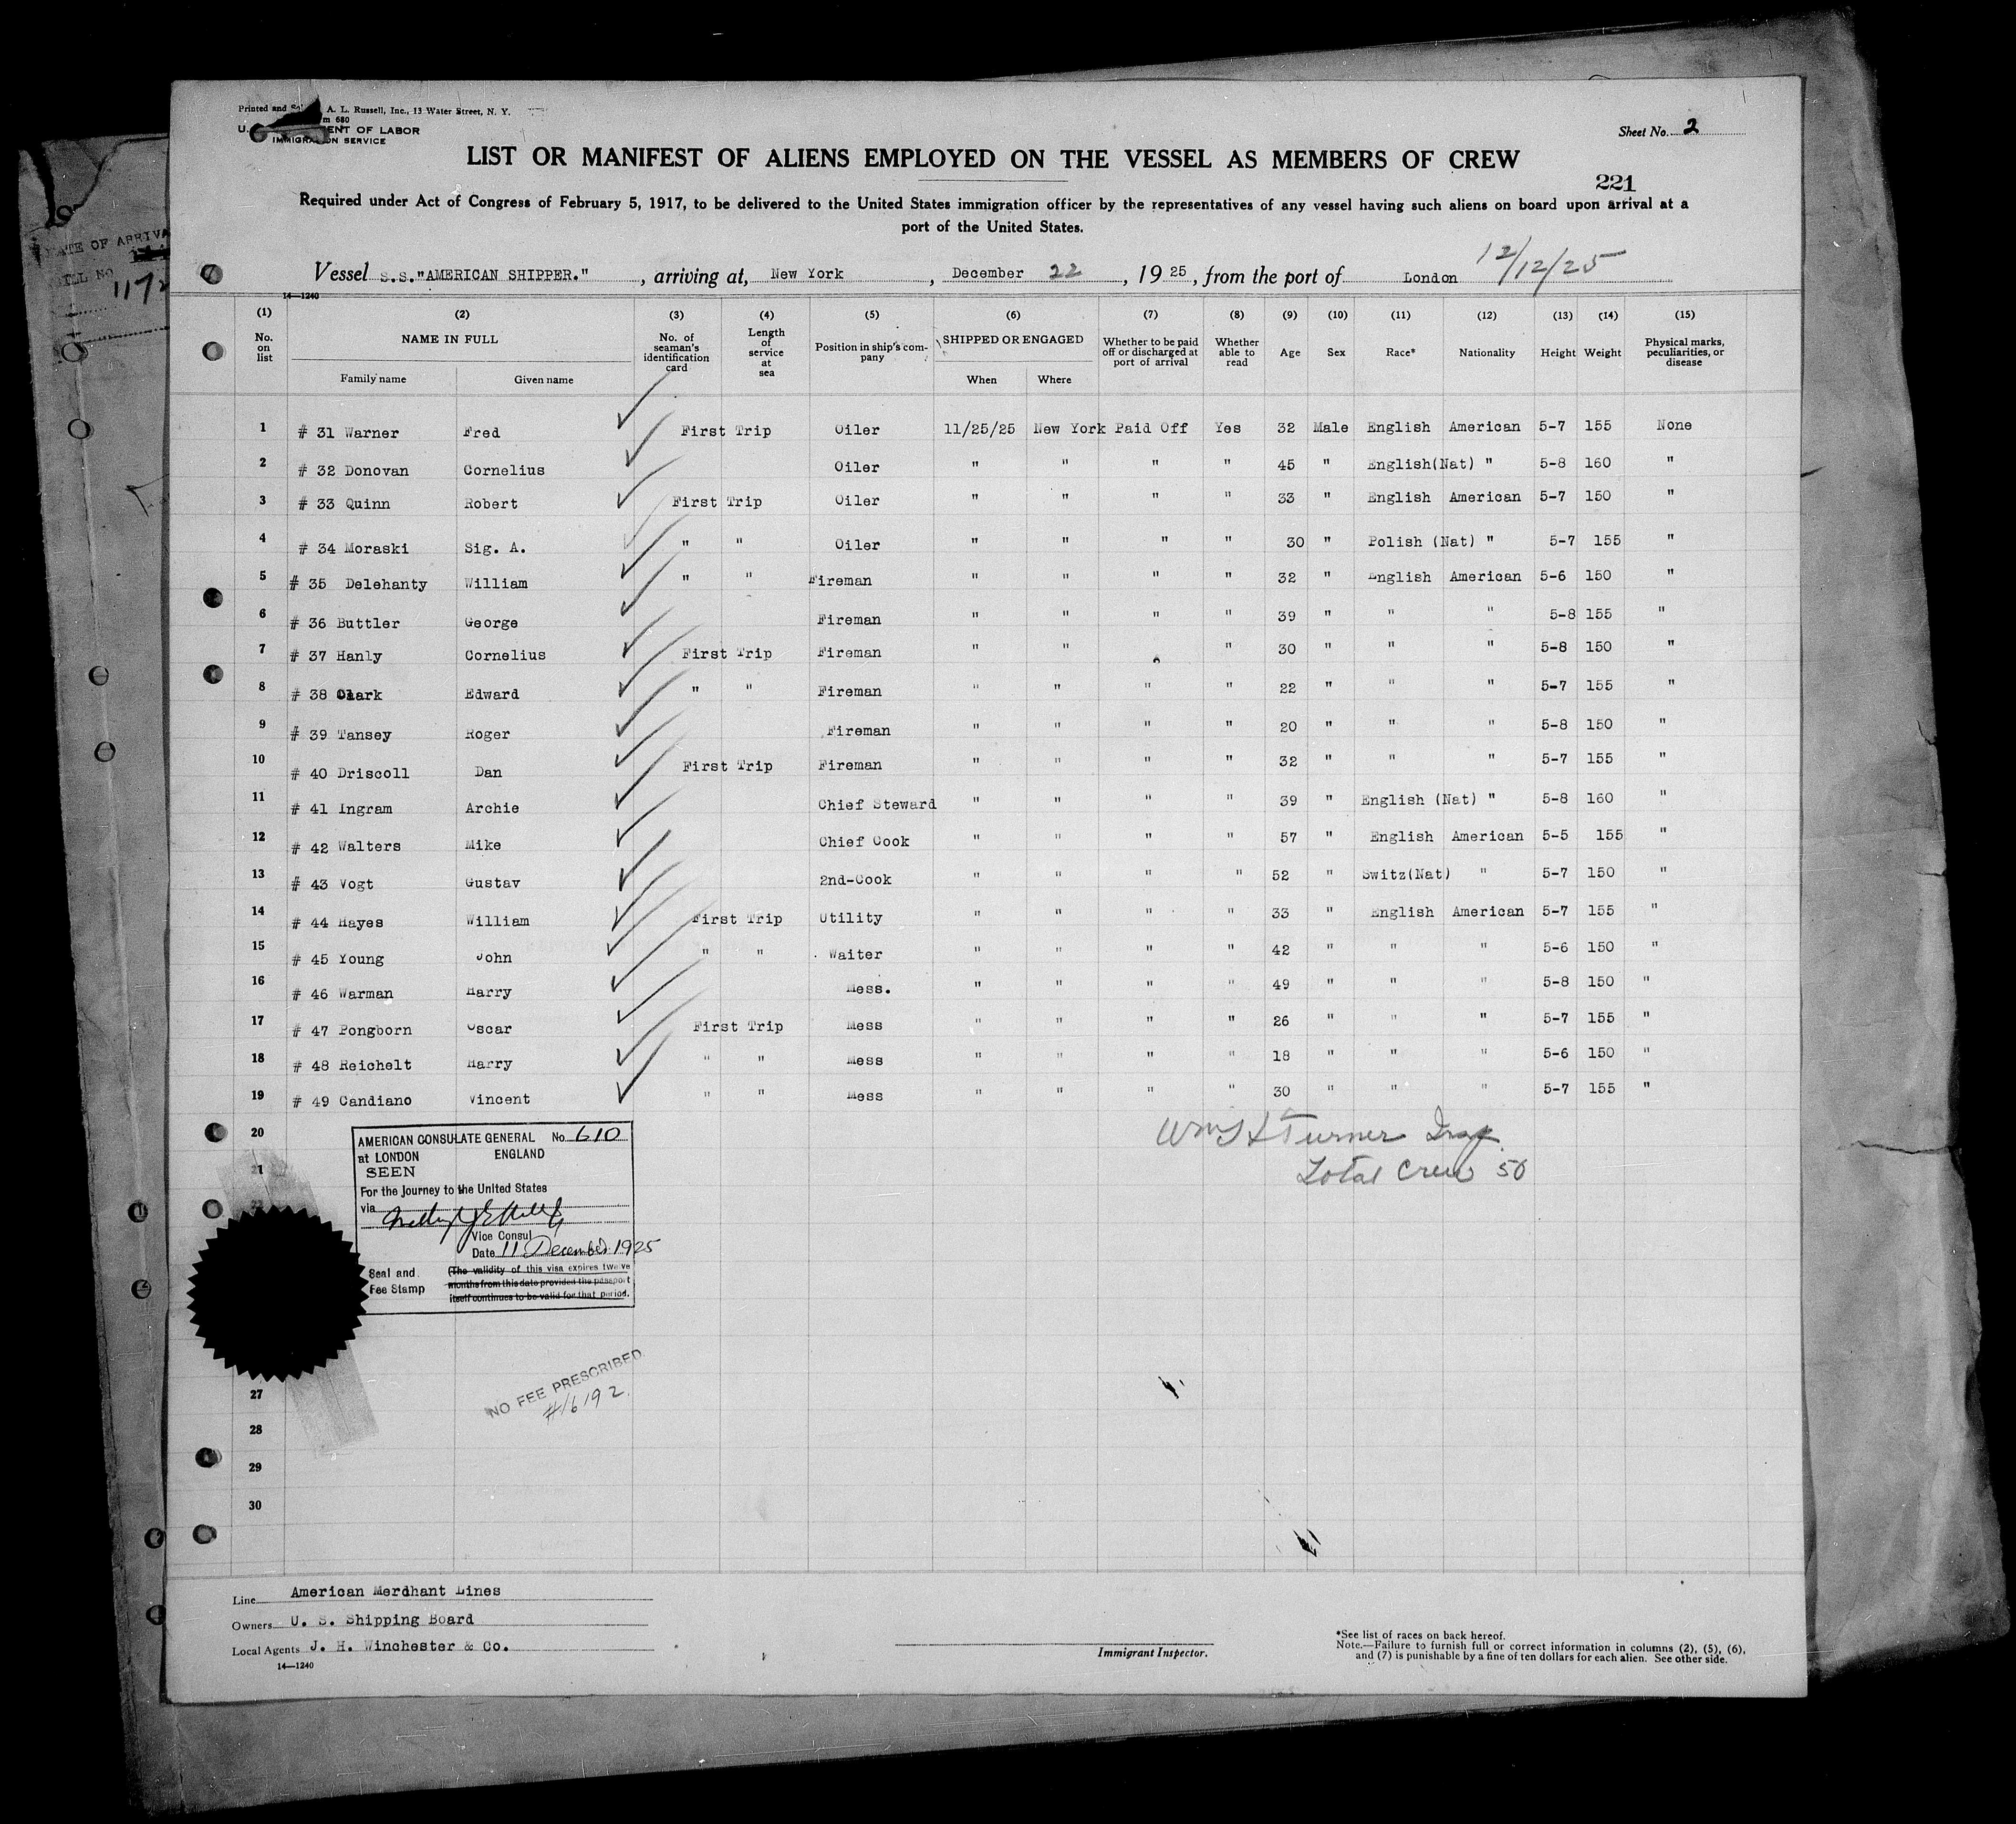 Printed and A. L. Russell, Inc., 13 Water Street, N. Y.
m 680
U. ENT OF LABOR
IMMIGRATION SERVICE
Sheet No. 2
LIST OR MANIFEST OF ALIENS EMPLOYED ON THE VESSEL AS MEMBERS OF CREW
221
Required under Act of Congress of February 5, 1917, to be delivered to the United States immigration officer by the representatives of any vessel having such aliens on board upon arrival at a
port of the United States.
12/12/25
Vessel S.S. "AMERICAN SHIPPER." , arriving at, New York , December 22 , 19 25 , from the port of London
14—1240
(1) (2) (3) (4) (5) (6) (7) (8) (9) (10) (11) (12) (13) (14) (15)
No. on list NAME IN FULL Family name Given name No. of seaman's identification card Length of service at sea Position in ship's company SHIPPED OR ENGAGED When Where Whether to be paid off or discharged at port of arrival Whether able to read Age Sex Race* Nationality Height Weight Physical marks, peculiarities, or disease
1 # 31 Warner Fred First Trip Oiler 11/25/25 New York Paid Off Yes 32 Male English American 5-7 155 None
2 # 32 Donovan Cornelius Oiler " " " " 45 " English(Nat) " 5-8 160 "
3 # 33 Quinn Robert First Trip Oiler " " " " 33 " English American 5-7 150 "
4 # 34 Moraski Sig. A. " " Oiler " " " " 30 " Polish (Nat) " 5-7 155 "
5 # 35 Delehanty William " " Fireman " " " " 32 " English American 5-6 150 "
6 # 36 Buttler George Fireman " " " " 39 " " " 5-8 155 "
7 # 37 Hanly Cornelius First Trip Fireman " " " " 30 " " " 5-8 150 "
8 # 38 Clark Edward " " Fireman " " " " 22 " " " 5-7 155 "
9 # 39 Tansey Roger Fireman " " " " 20 " " " 5-8 150 "
10 # 40 Driscoll Dan First Trip Fireman " " " " 32 " " " 5-7 155 "
11 # 41 Ingram Archie Chief Steward " " " " 39 " English (Nat) " 5-8 160 "
12 # 42 Walters Mike Chief Cook " " " " 57 " English American 5-5 155 "
13 # 43 Vogt Gustav 2nd-Cook " " " " 52 " Switz(Nat) " 5-7 150 "
14 # 44 Hayes William First Trip Utility " " " " 33 " English American 5-7 155 "
15 # 45 Young John " " Waiter " " " " 42 " " " 5-6 150 "
16 # 46 Warman Harry Mess. " " " " 49 " " " 5-8 150 "
17 # 47 Pongborn Oscar First Trip Mess " " " " 26 " " " 5-7 155 "
18 # 48 Reichelt Harry " " Mess " " " " 18 " " " 5-6 150 "
19 # 49 Candiano Vincent " " Mess " " " " 30 " " " 5-7 155 "
20
21
Turner Insp.
Total Crew 50
AMERICAN CONSULATE GENERAL No. 610
at LONDON ENGLAND
SEEN
For the journey to the United States
via
Vice Consul
Date 11 December 1925
Seal and Fee Stamp
(The validity of this visa expires twelve
months from this date provided the passport
itself continues to be valid for that period.
NO FEE PRESCRIBED
#16192.
27
28
29
30
Line American Merdhant Lines
Owners U. S. Shipping Board
Local Agents J. H. Winchester & Co.
14—1240
Immigrant Inspector.
*See list of races on back hereof.
Note.—Failure to furnish full or correct information in columns (2), (5), (6),
and (7) is punishable by a fine of ten dollars for each alien. See other side.
ATE OF ARRIVA
LL NO
1172